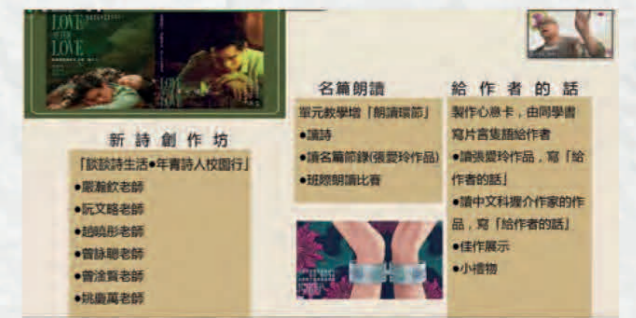 LOVE
AFTER
LOVE
新詩創作坊
「談談詩生活●年青詩人校園行」
●嚴瀚欽老師
●阮文略老師
●趙曉彤老師
●曾詠聰老師
●曾淦賢老師
●姚慶萬老師
名篇朗讀
單元教學增「朗讀環節」
●讀詩
●讀名篇節錄(張愛玲作品)
●班際朗讀比賽
給作者的話
製作心意卡，由同學書
寫片言隻語給作者
●讀張愛玲作品，寫「給
作者的話」
●讀中文科推介作家的作
品，寫「給作者的話」
●佳作展示
●小禮物